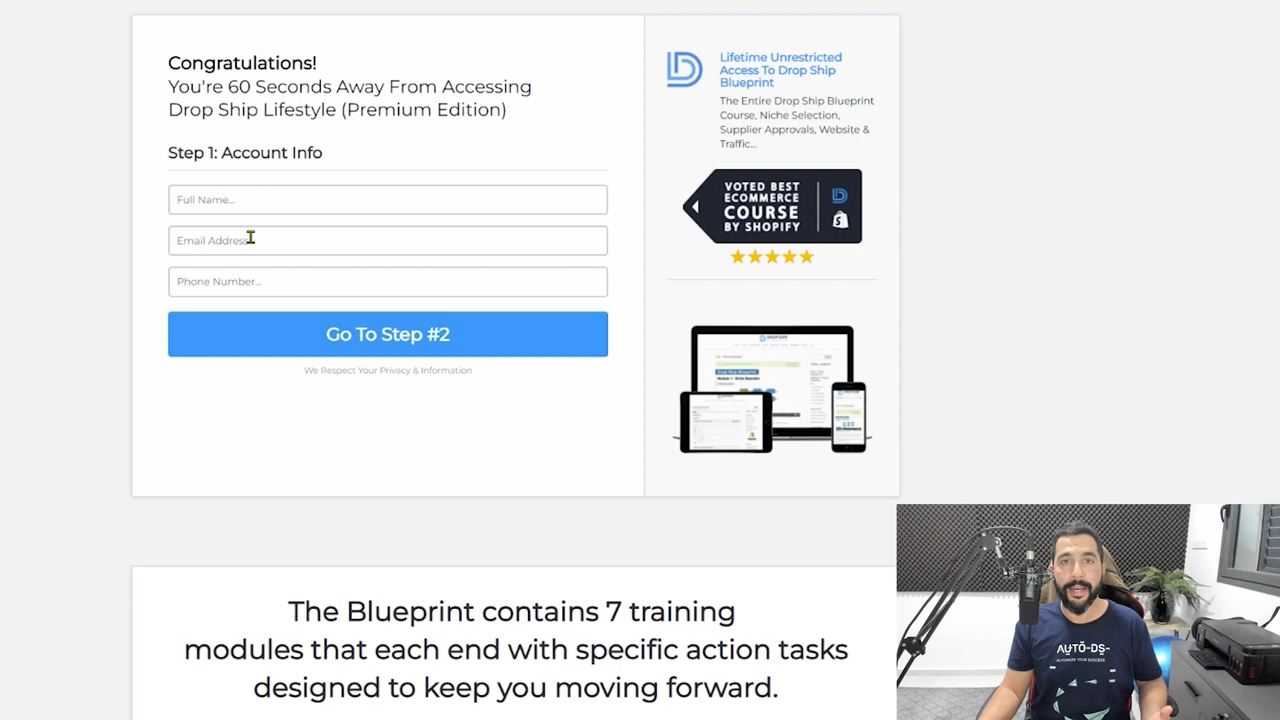 Congratulations!
You're 60 Seconds Away From Accessing
Drop Ship Lifestyle (Premium Edition)
Step 1: Account Info
Full Name...
Email Address
Phone Number...
Go To Step #2
We Respect Your Privacy & Information
Lifetime Unrestricted
Access To Drop Ship
Blueprint
The Entire Drop Ship Blueprint
Course, Niche Selection,
Supplier Approvals, Website &
Traffic...
VOTED BEST
ECOMMERCE
COURSE
BY SHOPIFY
The Blueprint contains 7 training
modules that each end with specific action tasks
designed to keep you moving forward.
AUTO-DS
AUTOMATE YOUR SUCCESS